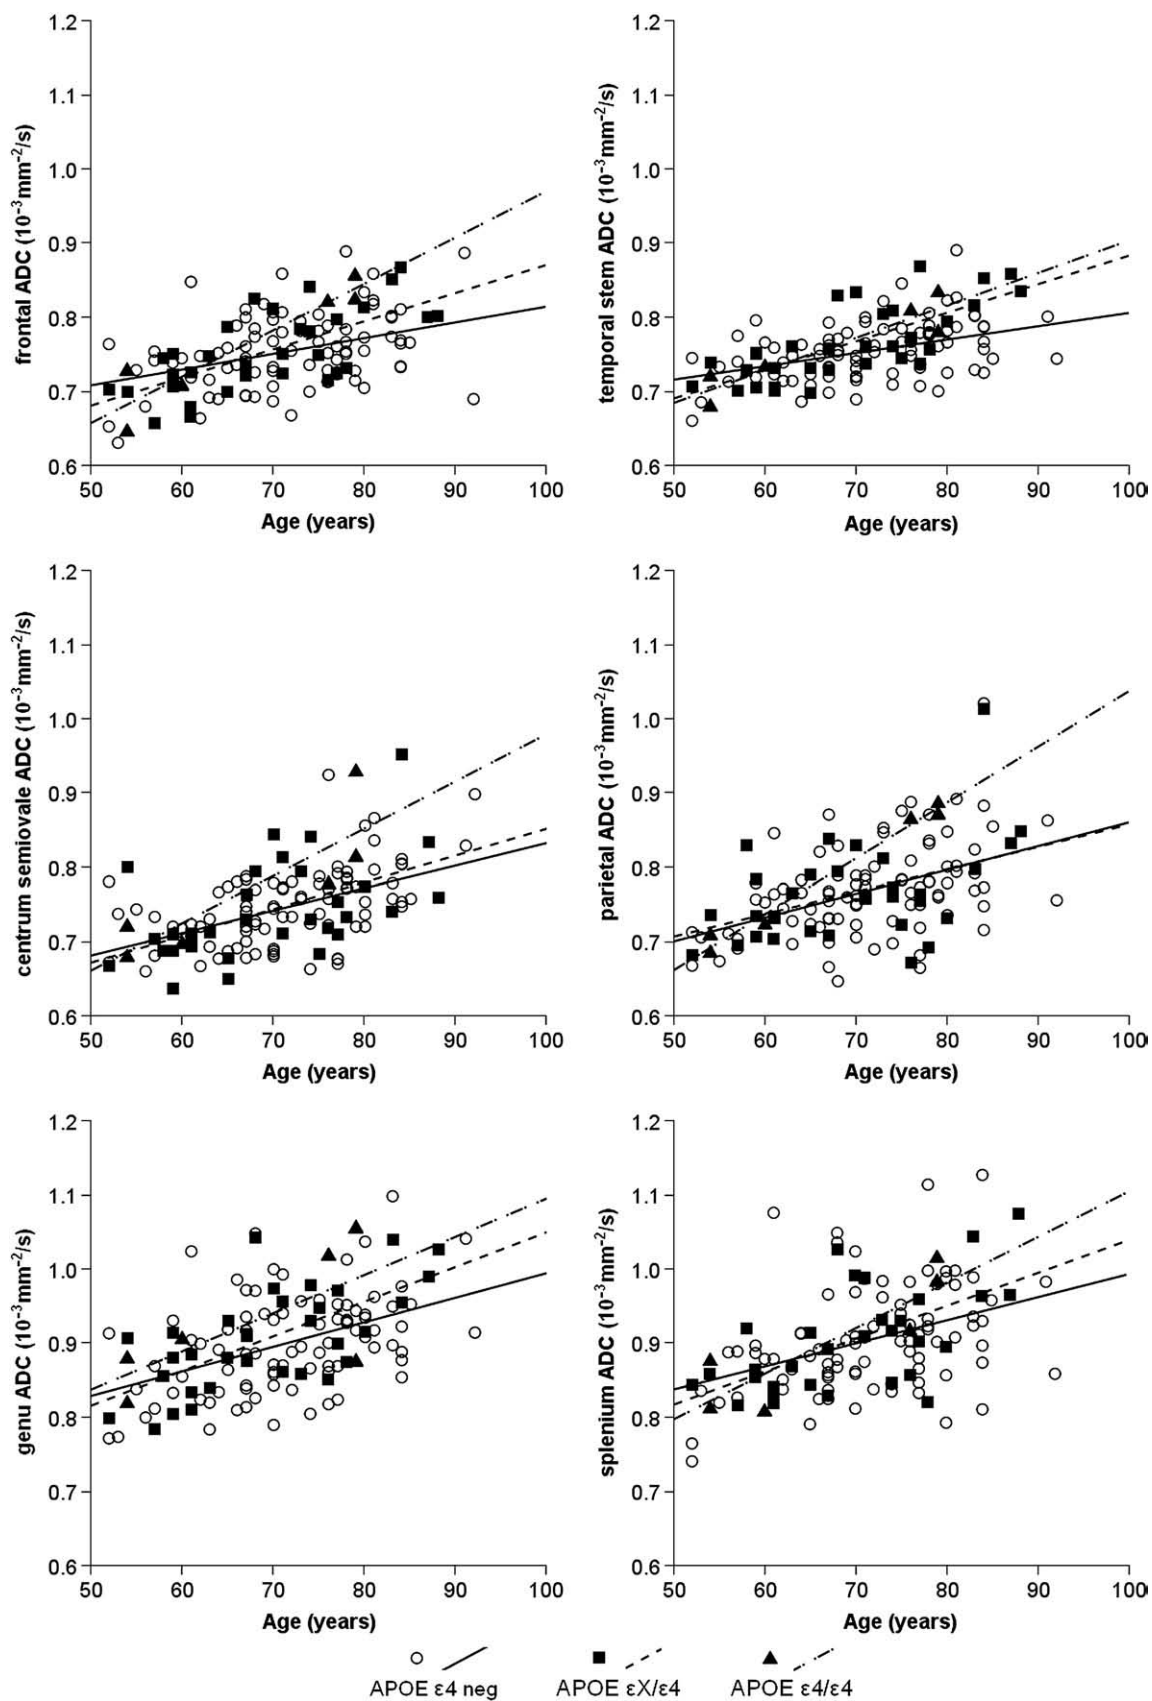 1.2
1.1
1.0
0.9
0.8
0.7
0.6
frontal ADC (10⁻³mm⁻²/s)
50 60 70 80 90 100
Age (years)
1.2
1.1
1.0
0.9
0.8
0.7
0.6
temporal stem ADC (10⁻³mm⁻²/s)
50 60 70 80 90 100
Age (years)
1.2
1.1
1.0
0.9
0.8
0.7
0.6
centrum semiovale ADC (10⁻³mm⁻²/s)
50 60 70 80 90 100
Age (years)
1.2
1.1
1.0
0.9
0.8
0.7
0.6
parietal ADC (10⁻³mm⁻²/s)
50 60 70 80 90 100
Age (years)
1.2
1.1
1.0
0.9
0.8
0.7
0.6
genu ADC (10⁻³mm⁻²/s)
50 60 70 80 90 100
Age (years)
1.2
1.1
1.0
0.9
0.8
0.7
0.6
splenium ADC (10⁻³mm⁻²/s)
50 60 70 80 90 100
Age (years)
APOE ε4 neg APOE εX/ε4 APOE ε4/ε4